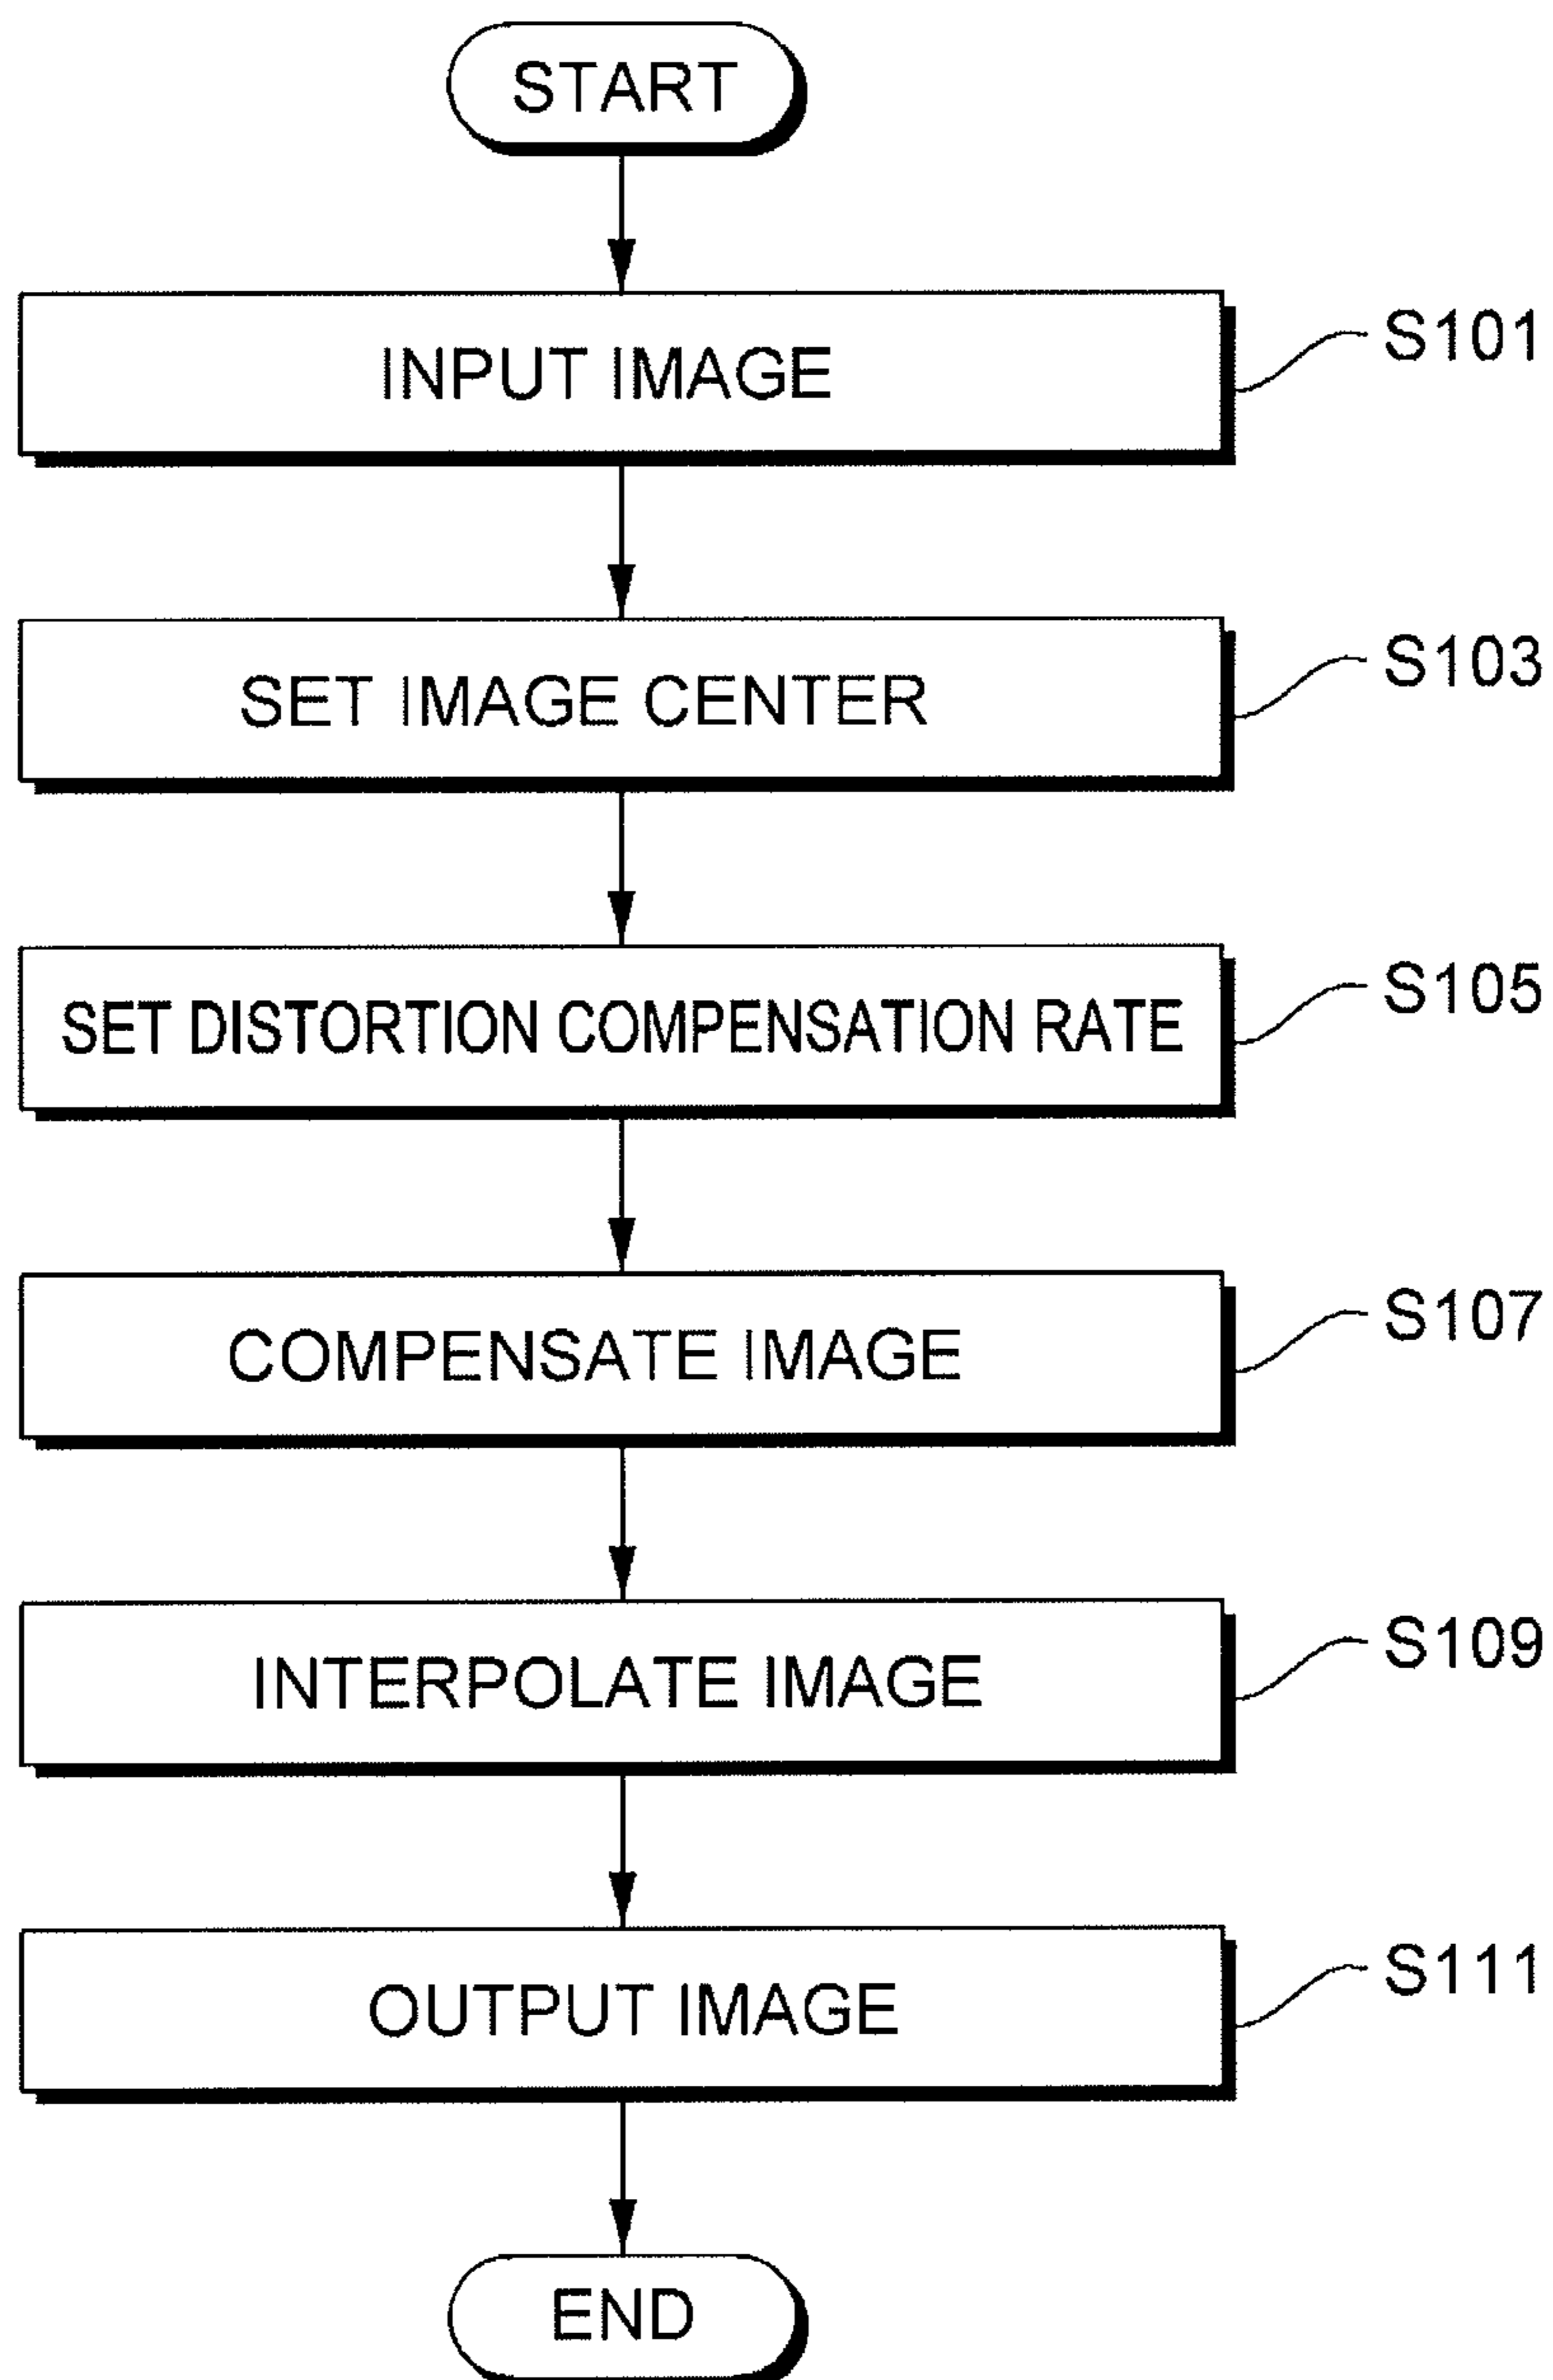 START
INPUT IMAGE
S101
SET IMAGE CENTER
S103
SET DISTORTION COMPENSATION RATE
S105
COMPENSATE IMAGE
S107
INTERPOLATE IMAGE
S109
OUTPUT IMAGE
S111
END